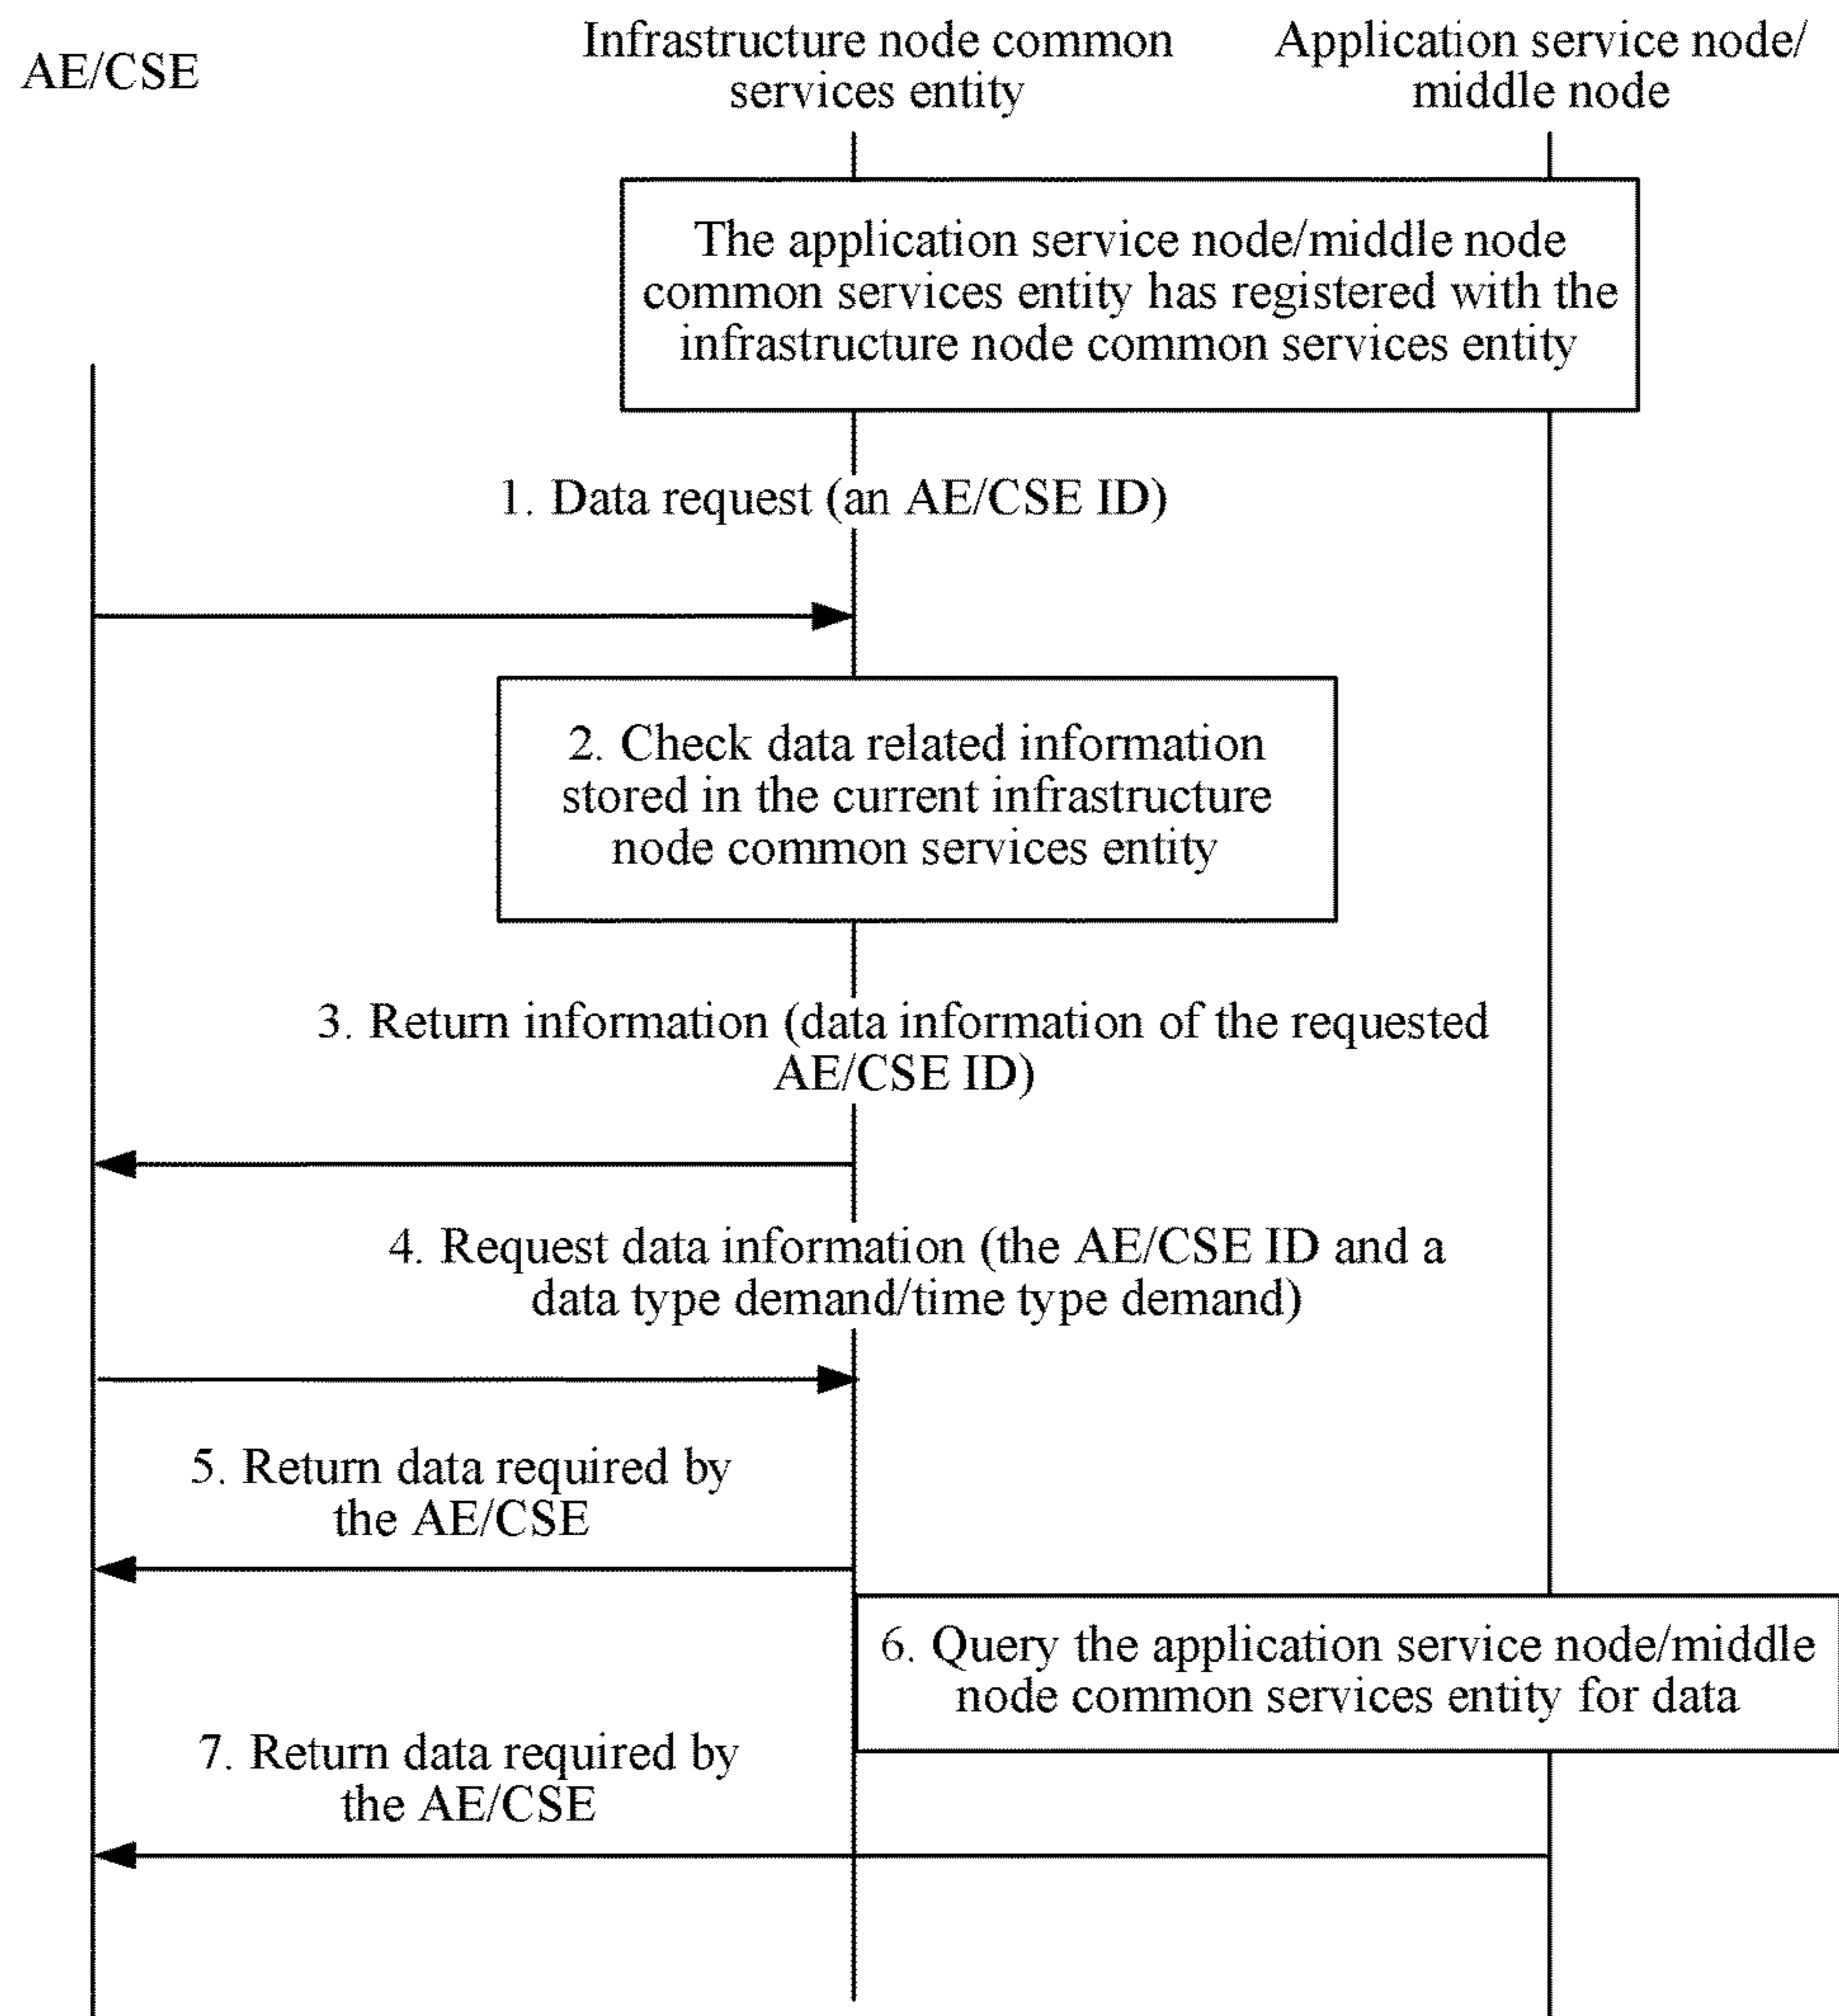 AE/CSE
Infrastructure node common
services entity
Application service node/
middle node
The application service node/middle node
common services entity has registered with the
infrastructure node common services entity
1. Data request (an AE/CSE ID)
2. Check data related information
stored in the current infrastructure
node common services entity
3. Return information (data information of the requested
AE/CSE ID)
4. Request data information (the AE/CSE ID and a
data type demand/time type demand)
5. Return data required by
the AE/CSE
6. Query the application service node/middle
node common services entity for data
7. Return data required by
the AE/CSE